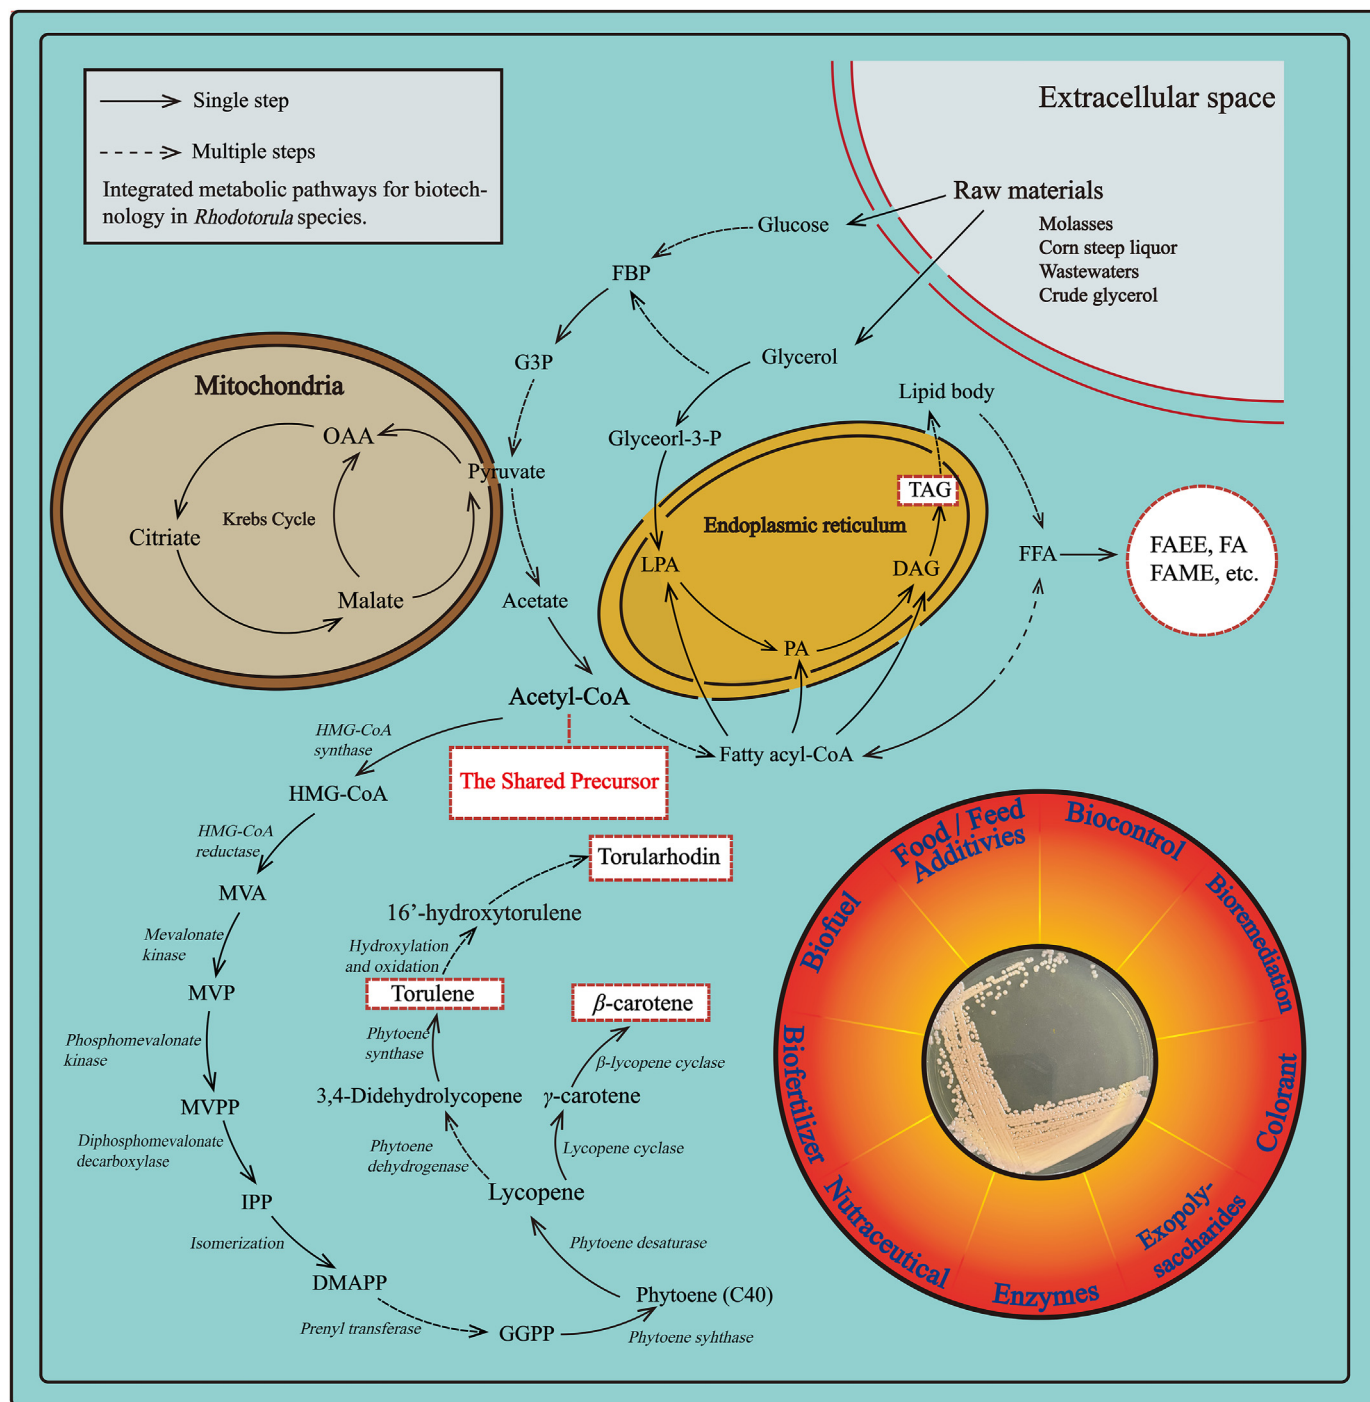 Single step
Multiple steps
Integrated metabolic pathways for biotech-
nology in Rhodotorula species.
Extracellular space
Raw materials
Molasses
Corn steep liquor
Wastewaters
Crude glycerol
Glucose
FBP
G3P
Glycerol
Glyceorl-3-P
Lipid body
Mitochondria
OAA
Pyruvate
Krebs Cycle
Citriate
Malate
Acetate
Endoplasmic reticulum
TAG
LPA
DAG
PA
FFA
FAEE, FA
FAME, etc.
Acetyl-CoA
Fatty acyl-CoA
The Shared Precursor
HMG-CoA
synthase
HMG-CoA
HMG-CoA
reductase
MVA
Mevalonate
kinase
MVP
Phosphomevalonate
kinase
MVPP
Diphosphomevalonate
decarboxylase
IPP
Isomerization
DMAPP
Prenyl transferase
GGPP
Phytoene syhthase
Phytoene (C40)
Phytoene desaturase
Lycopene
Phytoene
dehydrogenase
Lycopene cyclase
3,4-Didehydrolycopene
γ-carotene
Phytoene
synthase
β-lycopene cyclase
Torulene
β-carotene
Hydroxylation
and oxidation
16’-hydroxytorulene
Torularhodin
Food / Feed
Additivies
Biocontrol
Bioremediation
Colorant
Exopoly-
saccharides
Enzymes
Nutraceutical
Biofertilizer
Biofuel